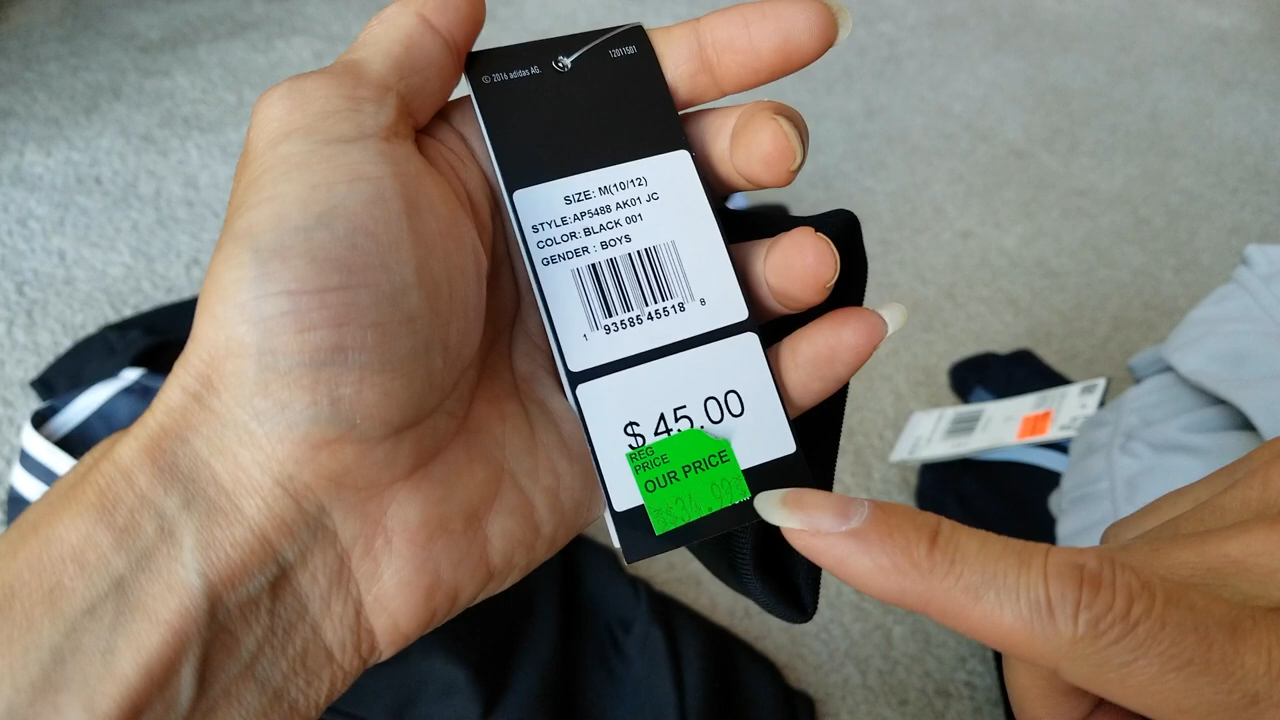 © 2016 adidas AG.
12011501
SIZE: M(10/12)
STYLE:AP5488 AK01 JC
COLOR: BLACK 001
GENDER : BOYS
1 93585 45518 8
$45.00
REG
PRICE
OUR PRICE